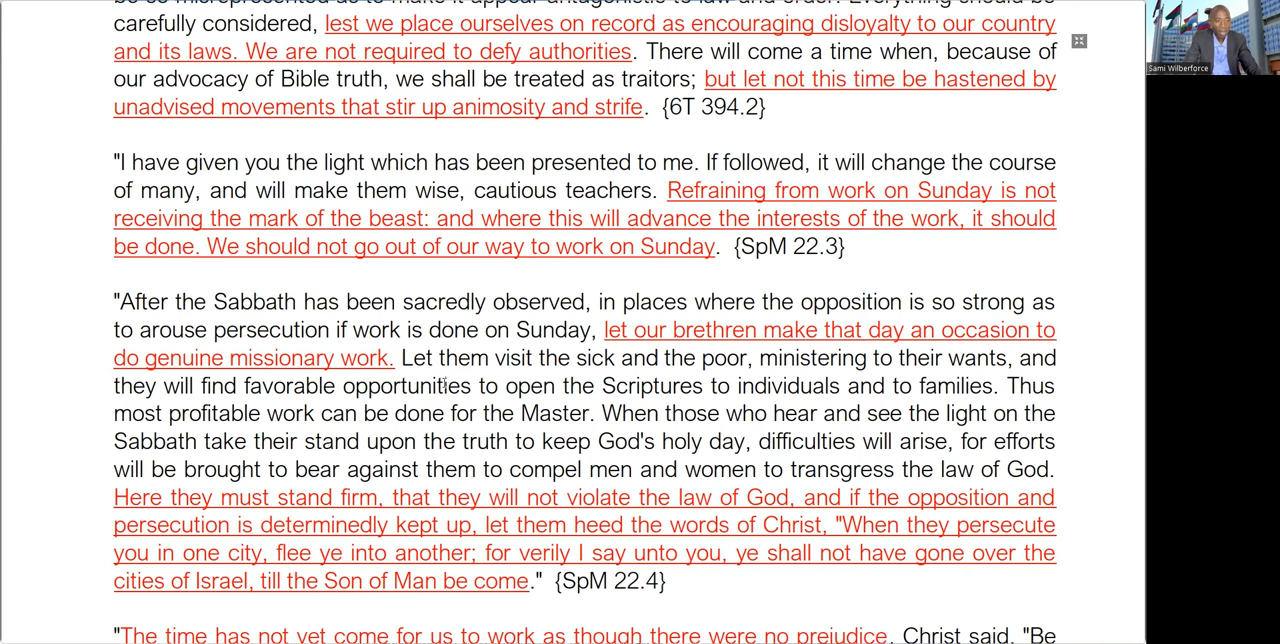 carefully considered, lest we place ourselves on record as encouraging disloyalty to our country
and its laws. We are not required to defy authorities. There will come a time when, because of
our advocacy of Bible truth, we shall be treated as traitors; but let not this time be hastened by
unadvised movements that stir up animosity and strife. {6T 394.2}
"I have given you the light which has been presented to me. If followed, it will change the course
of many, and will make them wise, cautious teachers. Refraining from work on Sunday is not
receiving the mark of the beast: and where this will advance the interests of the work, it should
be done. We should not go out of our way to work on Sunday. {SpM 22.3}
"After the Sabbath has been sacredly observed, in places where the opposition is so strong as
to arouse persecution if work is done on Sunday, let our brethren make that day an occasion to
do genuine missionary work. Let them visit the sick and the poor, ministering to their wants, and
they will find favorable opportunities to open the Scriptures to individuals and to families. Thus
most profitable work can be done for the Master. When those who hear and see the light on the
Sabbath take their stand upon the truth to keep God's holy day, difficulties will arise, for efforts
will be brought to bear against them to compel men and women to transgress the law of God.
Here they must stand firm, that they will not violate the law of God, and if the opposition and
persecution is determinedly kept up, let them heed the words of Christ, "When they persecute
you in one city, flee ye into another; for verily I say unto you, ye shall not have gone over the
cities of Israel, till the Son of Man be come." {SpM 22.4}
"The time has not yet come for us to work as though there were no prejudice. Christ said, "Be
Sami Wilberforce